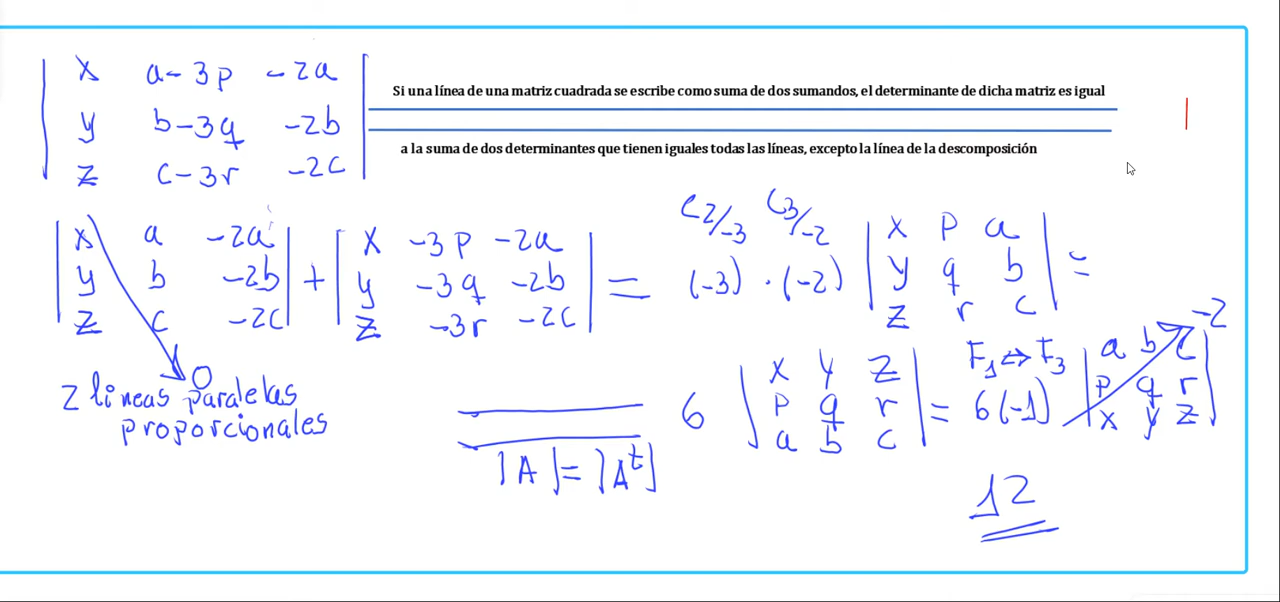 | x a-3p -2a |
| y b-3q -2b |
| z c-3r -2c |
Si una línea de una matriz cuadrada se escribe como suma de dos sumandos, el determinante de dicha matriz es igual
a la suma de dos determinantes que tienen iguales todas las líneas, excepto la línea de la descomposición
| x a -2a | + | x -3p -2a | = C2/-3 C3/-2 | x p a | =
| y b -2b | | y -3q -2b | (-3) · (-2) | y q b |
| z c -2c | | z -3r -2c | | z r c |
0
2 lineas paralelas
proporcionales
|A| = |A^t|
6 | x y z | = F1 ↔ F3 | a b c | -2
| p q r | 6(-1) | p q r |
| a b c | | x y z |
12